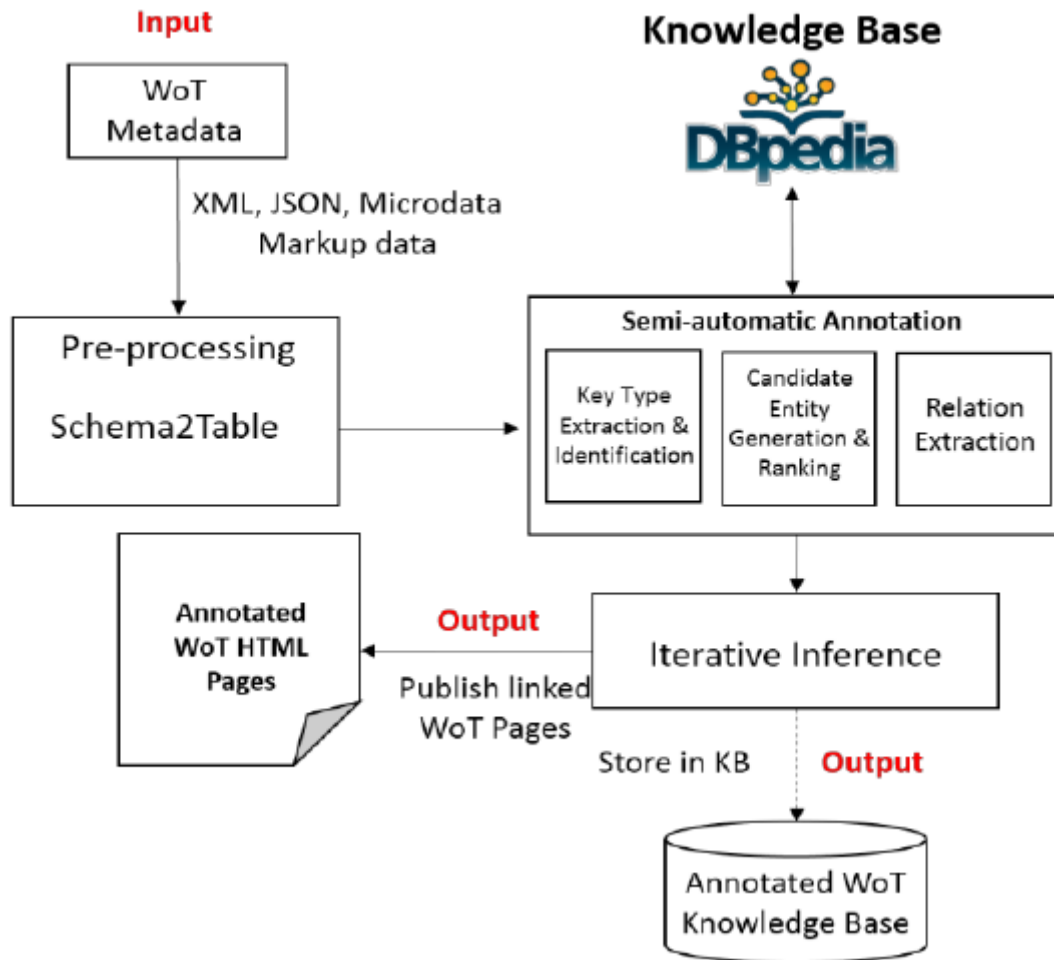 Input
WoT
Metadata
XML, JSON, Microdata
Markup data
Pre-processing
Schema2Table
Knowledge Base
DBpedia
Semi-automatic Annotation
Key Type
Extraction &
Identification
Candidate
Entity
Generation &
Ranking
Relation
Extraction
Iterative Inference
Output
Publish linked
WoT Pages
Annotated
WoT HTML
Pages
Store in KB
Output
Annotated WoT
Knowledge Base